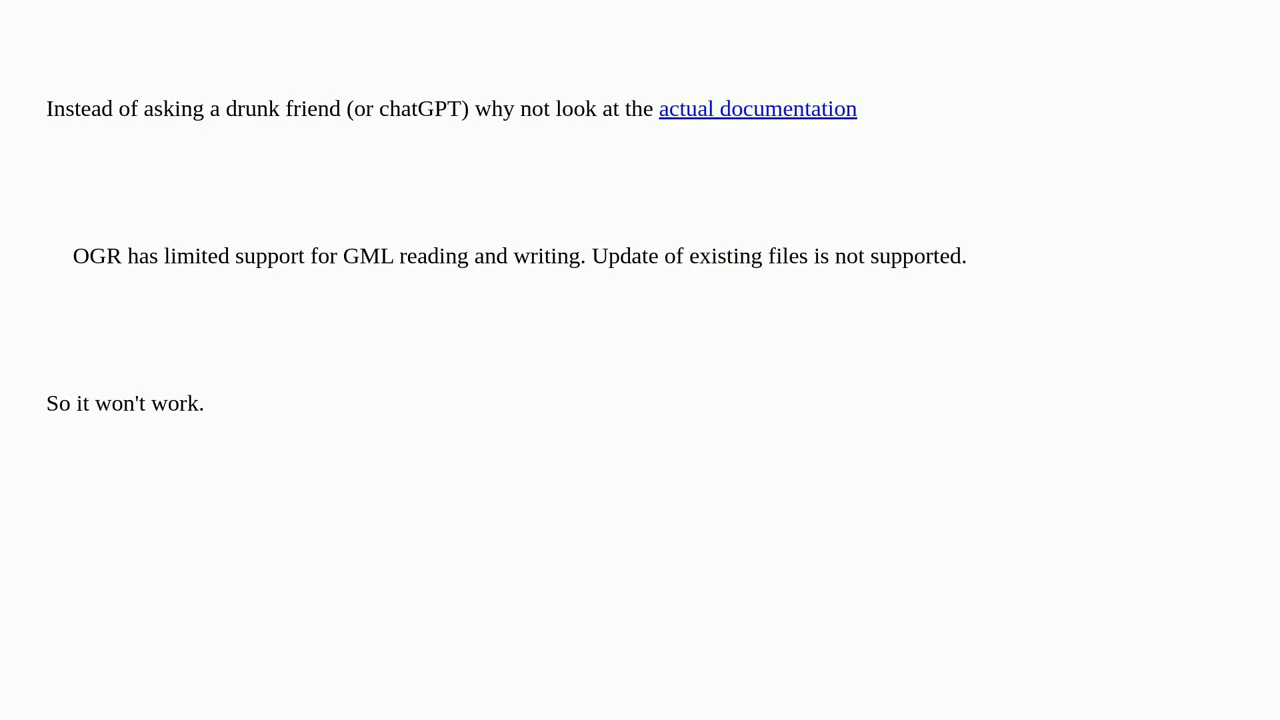 Instead of asking a drunk friend (or chatGPT) why not look at the actual documentation
OGR has limited support for GML reading and writing. Update of existing files is not supported.
So it won't work.